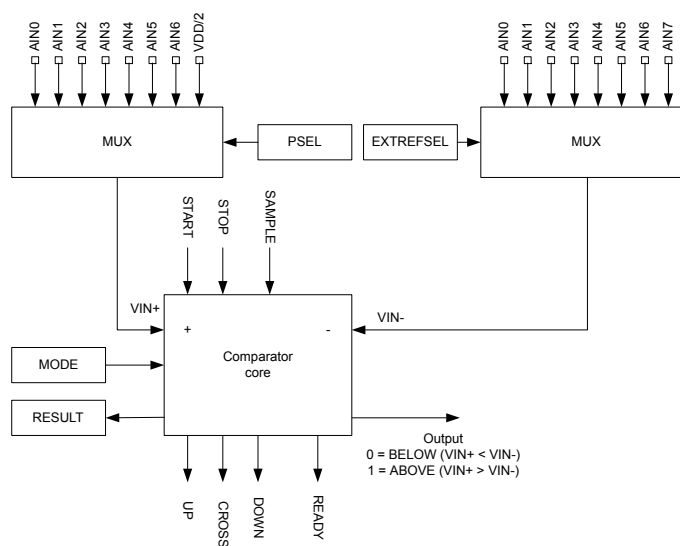 AIN0
AIN1
AIN2
AIN3
AIN4
AIN5
AIN6
VDD/2
AIN0
AIN1
AIN2
AIN3
AIN4
AIN5
AIN6
AIN7
MUX
PSEL
EXTREFSEL
MUX
START
STOP
SAMPLE
VIN+
VIN-
+
-
Comparator
core
MODE
RESULT
Output
0 = BELOW (VIN+ < VIN-)
1 = ABOVE (VIN+ > VIN-)
UP
CROSS
DOWN
READY